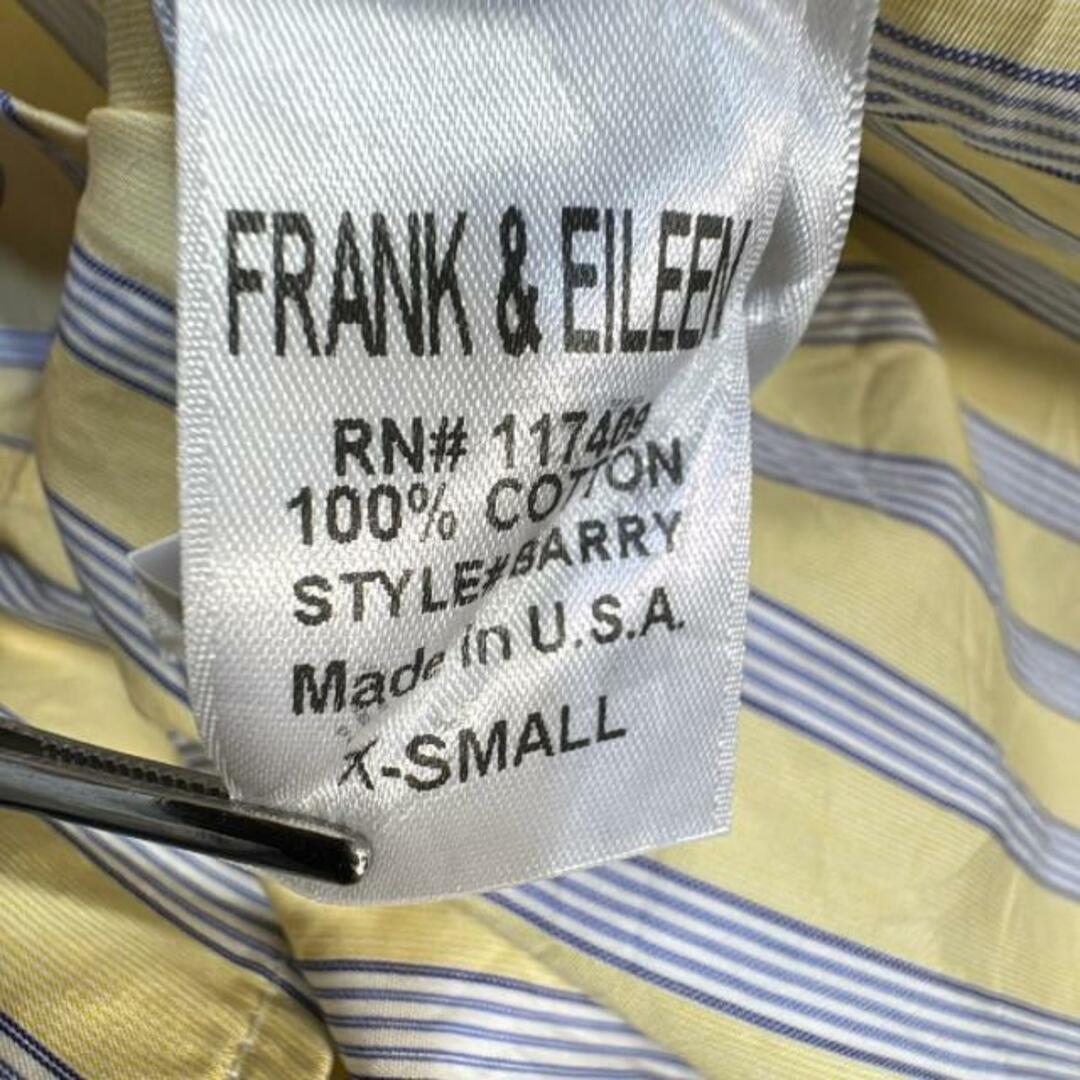 FRANK & EILEEN
RN# 117409
100% COTTON
STYLE#BARRY
Made in U.S.A.
X-SMALL